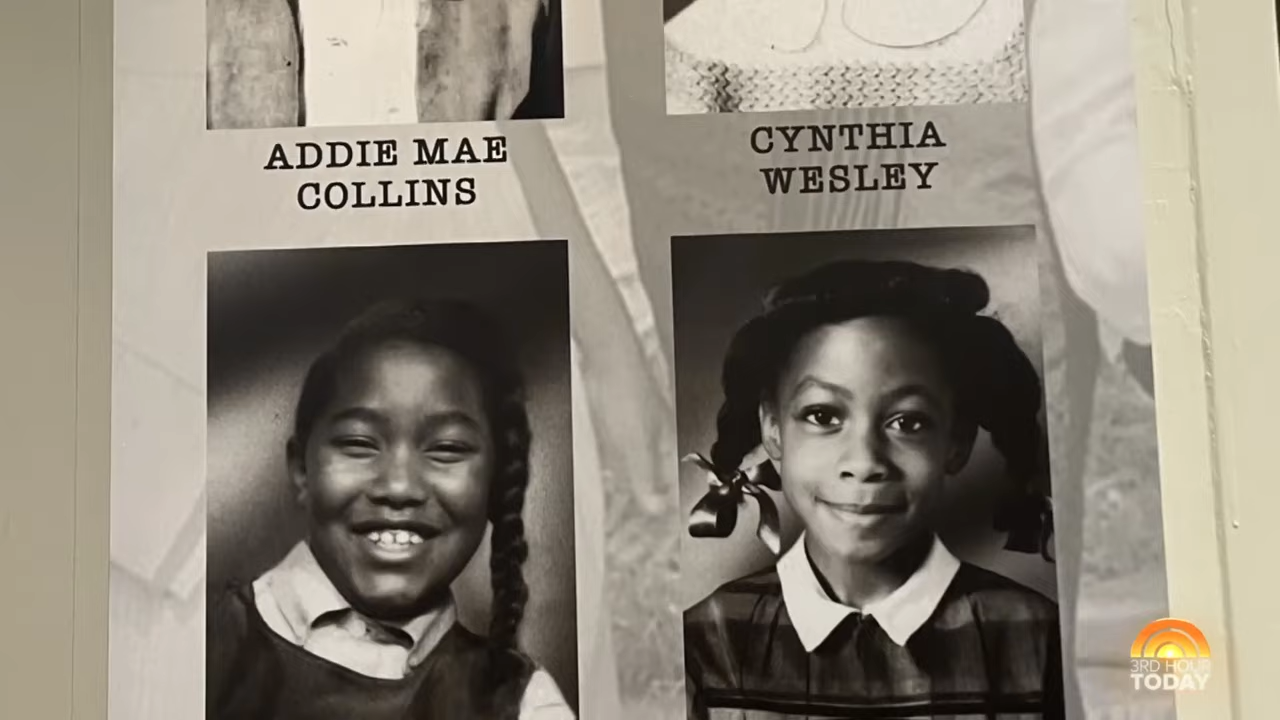 ADDIE MAE
COLLINS
CYNTHIA
WESLEY
3RD HOUR
TODAY